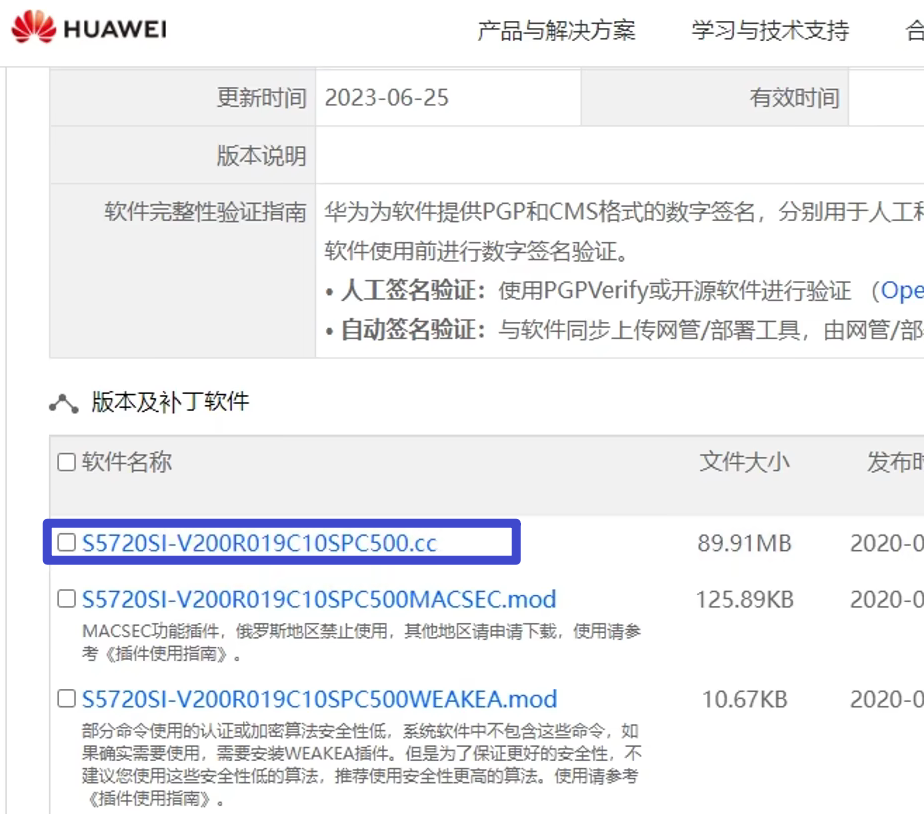 HUAWEI 产品与解决方案 学习与技术支持 合
更新时间 2023-06-25 有效时间
版本说明
软件完整性验证指南 华为为软件提供PGP和CMS格式的数字签名，分别用于人工和
软件使用前进行数字签名验证。
• 人工签名验证：使用PGPVerify或开源软件进行验证 （Ope
• 自动签名验证：与软件同步上传网管/部署工具，由网管/部
版本及补丁软件
软件名称 文件大小 发布时
S5720SI-V200R019C10SPC500.cc 89.91MB 2020-0
S5720SI-V200R019C10SPC500MACSEC.mod 125.89KB 2020-0
MACSEC功能插件，俄罗斯地区禁止使用，其他地区请申请下载，使用请参
考《插件使用指南》。
S5720SI-V200R019C10SPC500WEAKEA.mod 10.67KB 2020-0
部分命令使用的认证或加密算法安全性低，系统软件中不包含这些命令，如
果确实需要使用，需要安装WEAKEA插件。但是为了保证更好的安全性，不
建议您使用这些安全性低的算法，推荐使用安全性更高的算法。使用请参考
《插件使用指南》。